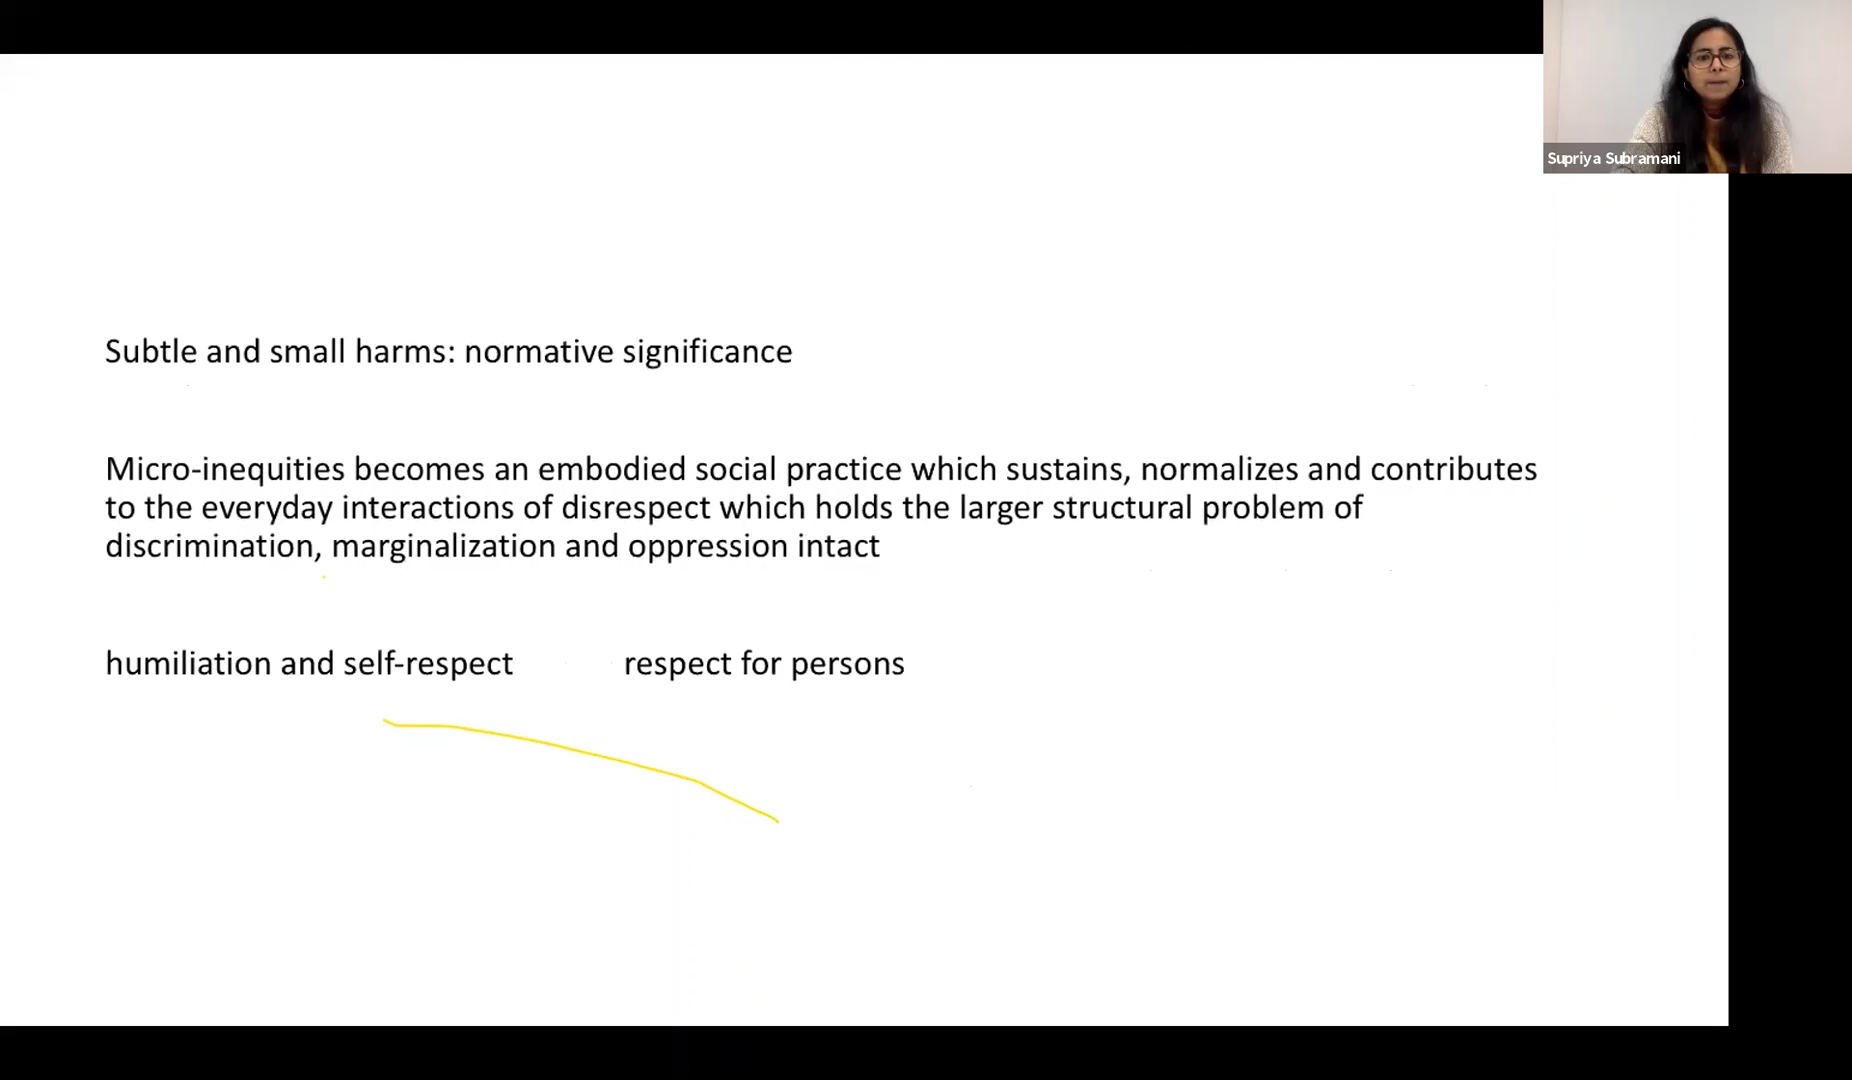 Supriya Subramani
Subtle and small harms: normative significance
Micro-inequities becomes an embodied social practice which sustains, normalizes and contributes
to the everyday interactions of disrespect which holds the larger structural problem of
discrimination, marginalization and oppression intact
humiliation and self-respect respect for persons